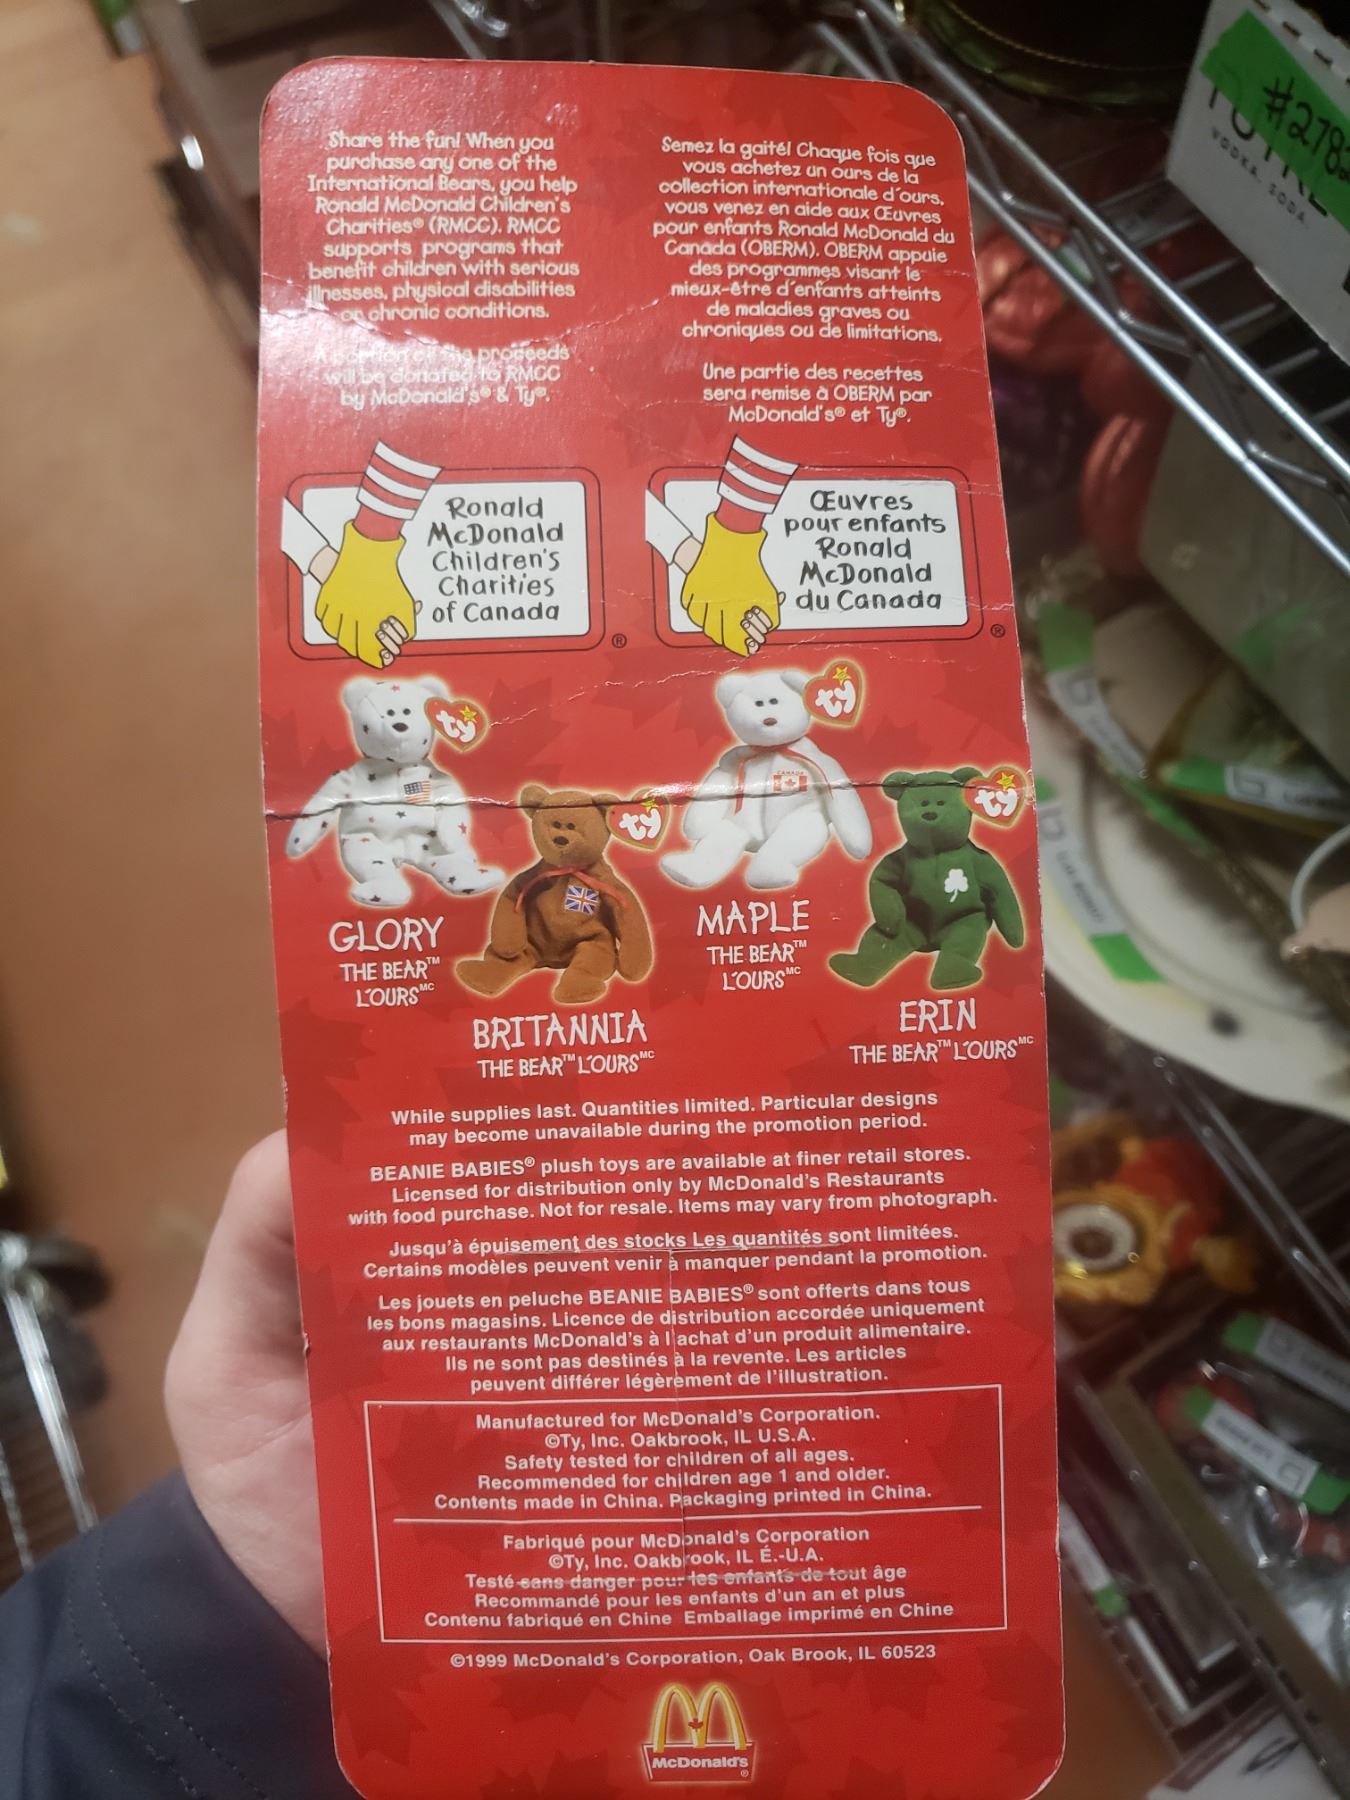 Share the fun! When you
purchase any one of the
International Bears, you help
Ronald McDonald Children's
Charities® (RMCC). RMCC
supports programs that
benefit children with serious
illnesses, physical disabilities
or chronic conditions.
A portion of the proceeds
will be donated to RMCC
by McDonald's® & Ty®.
Semez la gaité! Chaque fois que
vous achetez un ours de la
collection internationale d'ours,
vous venez en aide aux Œuvres
pour enfants Ronald McDonald du
Canada (OBERM). OBERM appuie
des programmes visant le
mieux-être d'enfants atteints
de maladies graves ou
chroniques ou de limitations.
Une partie des recettes
sera remise à OBERM par
McDonald's® et Ty®.
Ronald
McDonald
Children's
Charities
of Canada
®
Œuvres
pour enfants
Ronald
McDonald
du Canada
®
ty
ty
CANADA
ty
ty
GLORY
THE BEAR™
L'OURS MC
BRITANNIA
THE BEAR™ L'OURS MC
MAPLE
THE BEAR™
L'OURS MC
ERIN
THE BEAR™ L'OURS MC
While supplies last. Quantities limited. Particular designs
may become unavailable during the promotion period.
BEANIE BABIES® plush toys are available at finer retail stores.
Licensed for distribution only by McDonald's Restaurants
with food purchase. Not for resale. Items may vary from photograph.
Jusqu'à épuisement des stocks Les quantités sont limitées.
Certains modèles peuvent venir à manquer pendant la promotion.
Les jouets en peluche BEANIE BABIES® sont offerts dans tous
les bons magasins. Licence de distribution accordée uniquement
aux restaurants McDonald's à l'achat d'un produit alimentaire.
Ils ne sont pas destinés à la revente. Les articles
peuvent différer légèrement de l'illustration.
Manufactured for McDonald's Corporation.
©Ty, Inc. Oakbrook, IL U.S.A.
Safety tested for children of all ages.
Recommended for children age 1 and older.
Contents made in China. Packaging printed in China.
Fabriqué pour McDonald's Corporation
©Ty, Inc. Oakbrook, IL É.-U.A.
Testé sans danger pour les enfants de tout âge
Recommandé pour les enfants d'un an et plus
Contenu fabriqué en Chine Emballage imprimé en Chine
©1999 McDonald's Corporation, Oak Brook, IL 60523
McDonald's
®
VODKA SODA